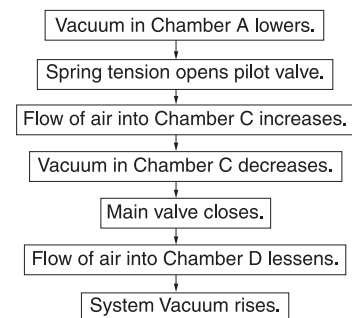 Vacuum in Chamber A lowers.
Spring tension opens pilot valve.
Flow of air into Chamber C increases.
Vacuum in Chamber C decreases.
Main valve closes.
Flow of air into Chamber D lessens.
System Vacuum rises.